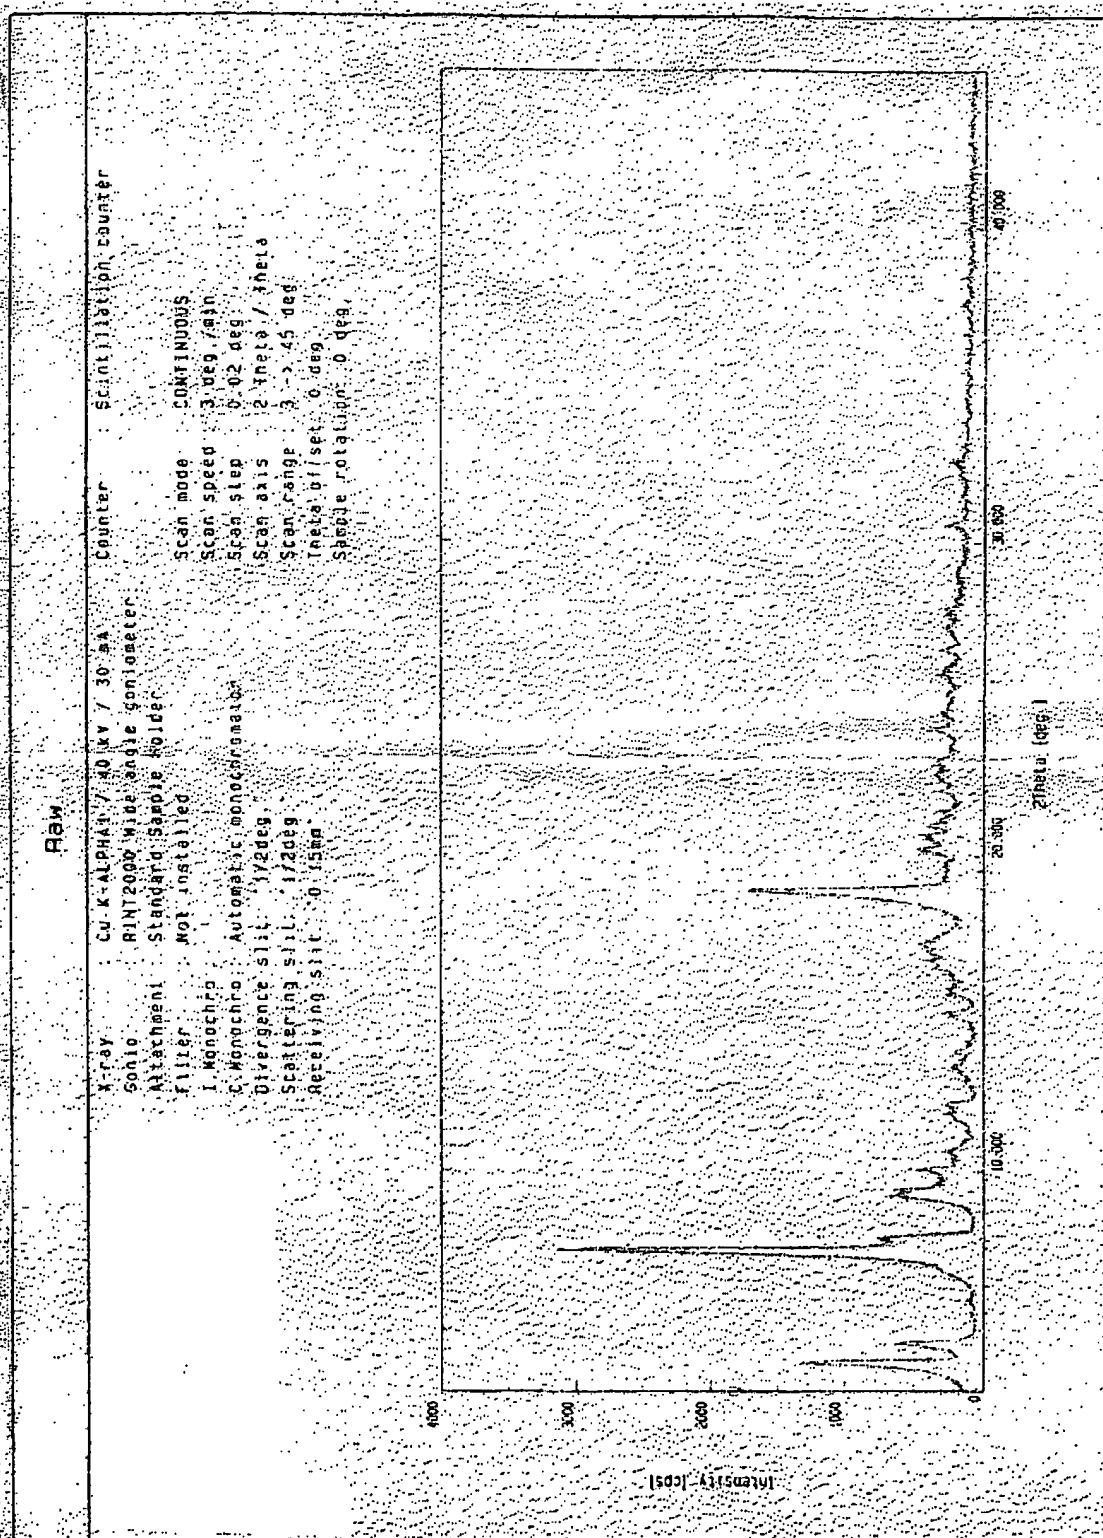 Raw
X-ray : Cu K-ALPHA1 / 40 kV / 30 mA
Gonio : RINT2000 Wide angle goniometer
Attachment : Standard Sample Holder
Filter : Not installed
I Monochro :
C Monochro : Automatic monochromator
Divergence slit : 1/2deg.
Scattering slit : 1/2deg.
Receiving slit : 0.15mm
Counter : Scintillation counter
Scan mode : CONTINUOUS
Scan speed : 3 deg /min
Scan step : 0.02 deg
Scan axis : 2 Theta / Theta
Scan range : 3 -> 45 deg
Theta offset : 0 deg.
Sample rotation : 0 deg.
Intensity [cps]
4000
3000
2000
1000
0
10.000
20.000
30.000
40.000
2Theta [deg.]